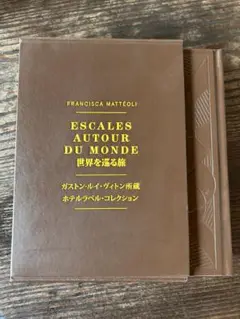 FRANCISCA MATTÉOLI
ESCALES
AUTOUR
DU MONDE
世界を巡る旅
ガストン-ルイ・ヴィトン所蔵
ホテルラベル・コレクション